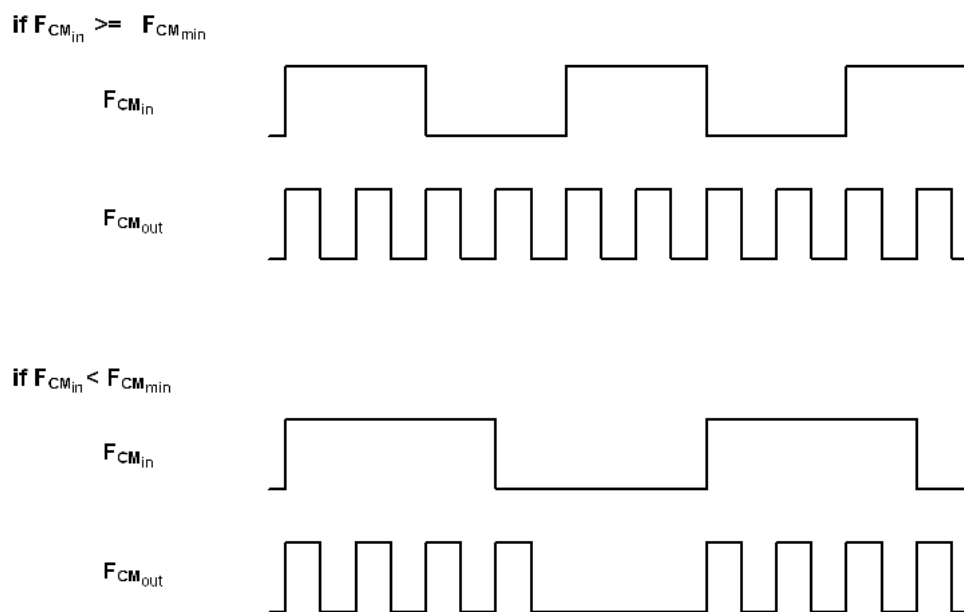 if FCMin >= FCMmin
FCMin
FCMout
if FCMin < FCMmin
FCMin
FCMout